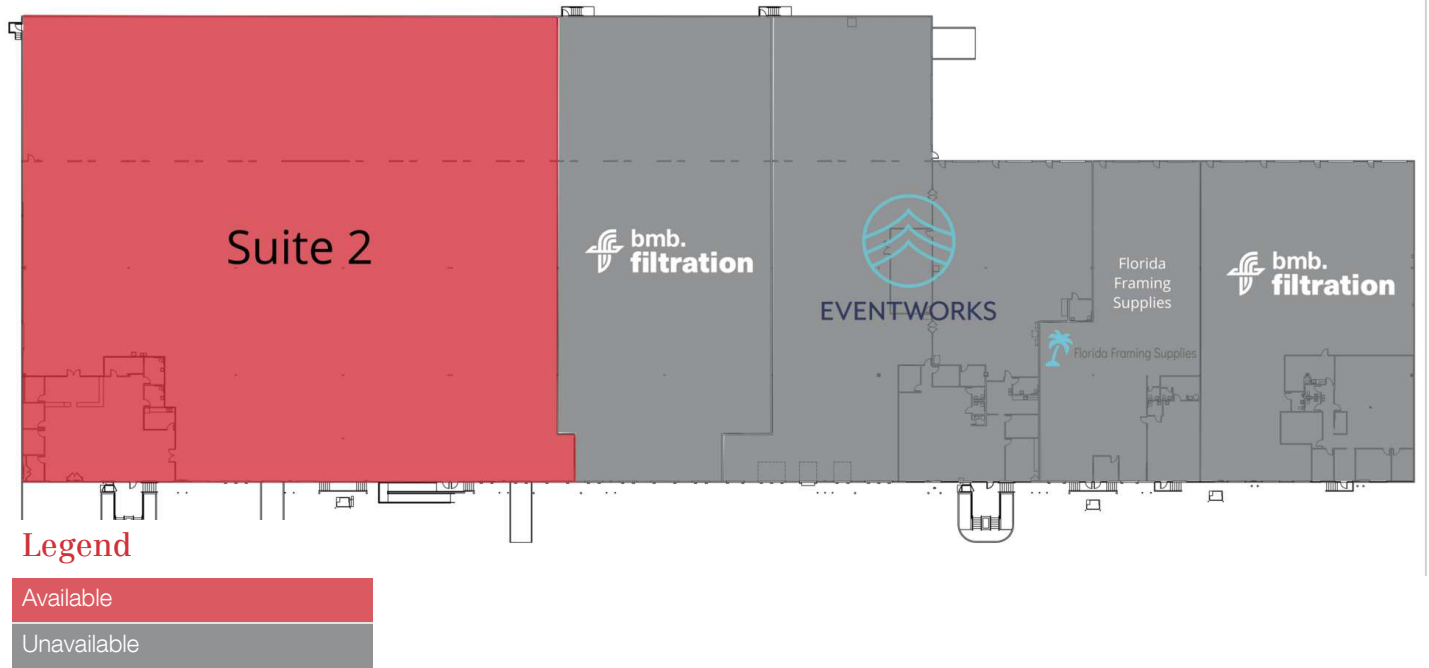 Suite 2
bmb.
filtration
EVENTWORKS
Florida
Framing
Supplies
Florida Framing Supplies
bmb.
filtration
Legend
Available
Unavailable